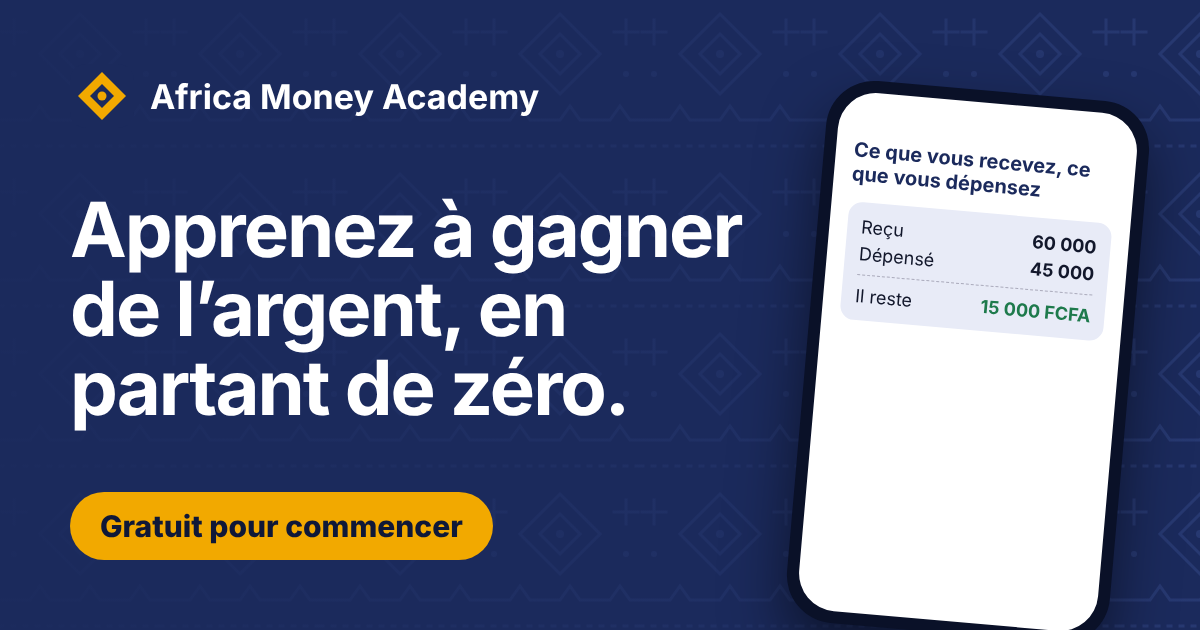 Africa Money Academy
Apprenez à gagner
de l’argent, en
partant de zéro.
Gratuit pour commencer
Ce que vous recevez, ce
que vous dépensez
Reçu 60 000
Dépensé 45 000
Il reste 15 000 FCFA